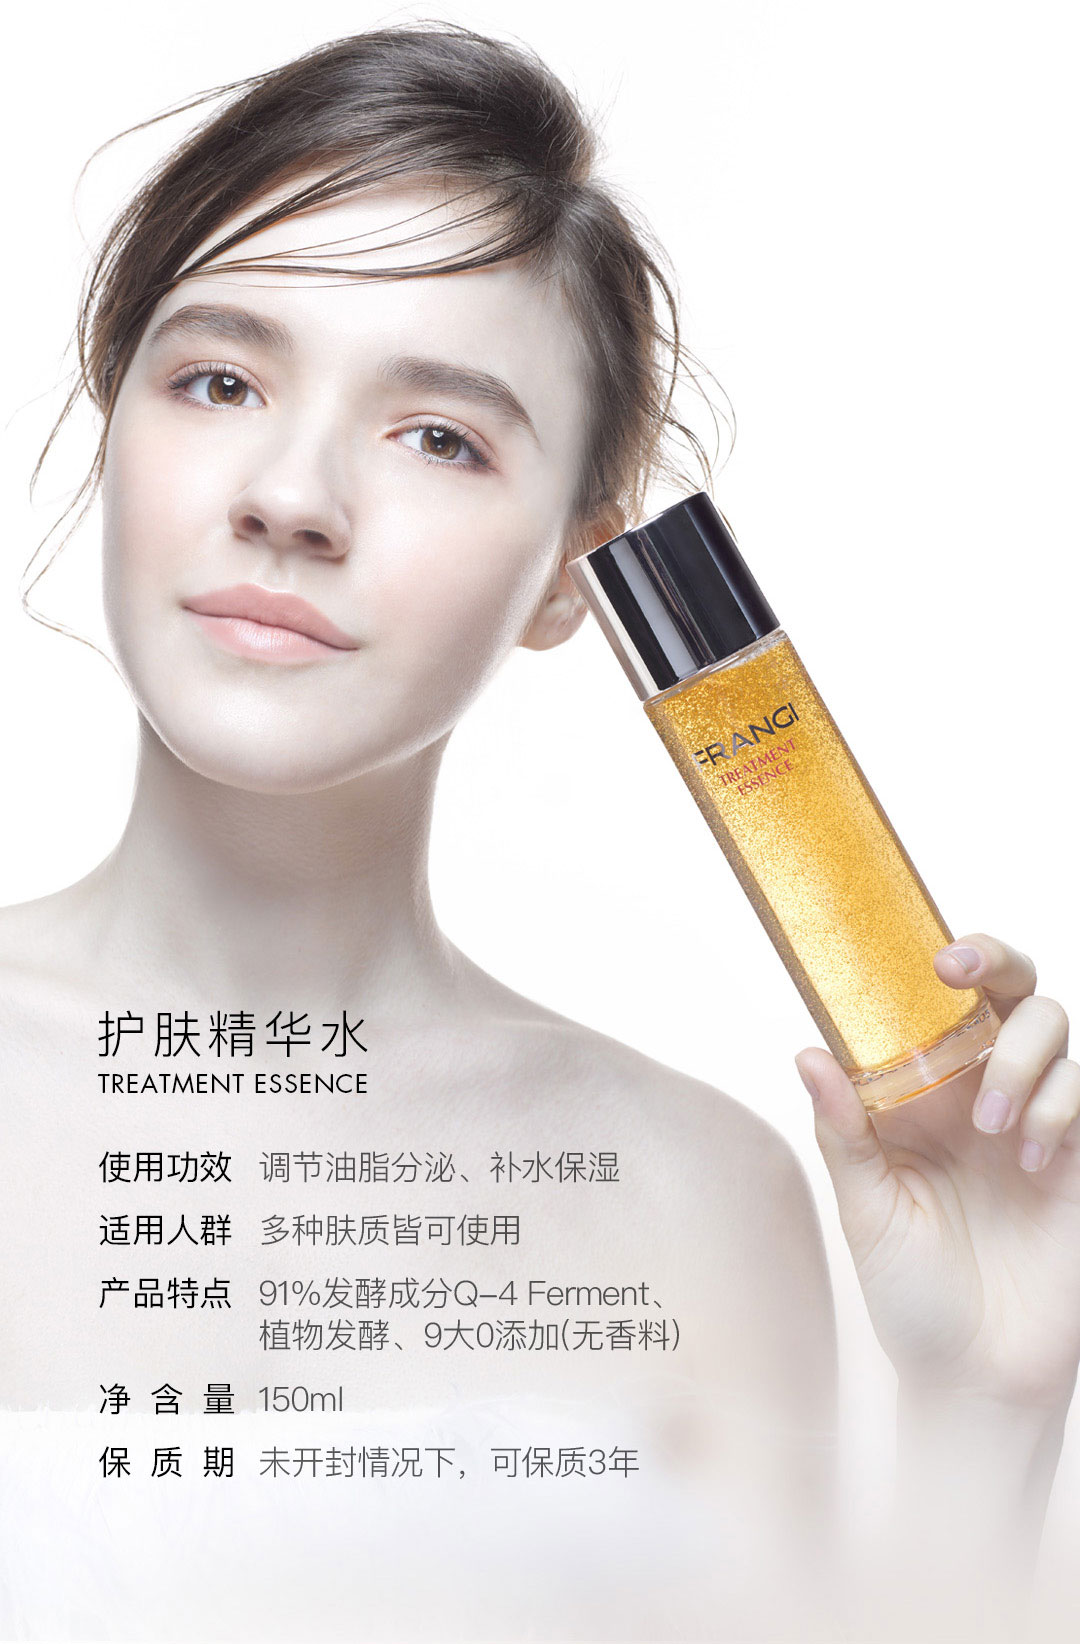 FRANGI
TREATMENT
ESSENCE
护肤精华水
TREATMENT ESSENCE
使用功效 调节油脂分泌、补水保湿
适用人群 多种肤质皆可使用
产品特点 91%发酵成分Q-4 Ferment、
植物发酵、9大0添加(无香料)
净含量 150ml
保质期 未开封情况下，可保质3年